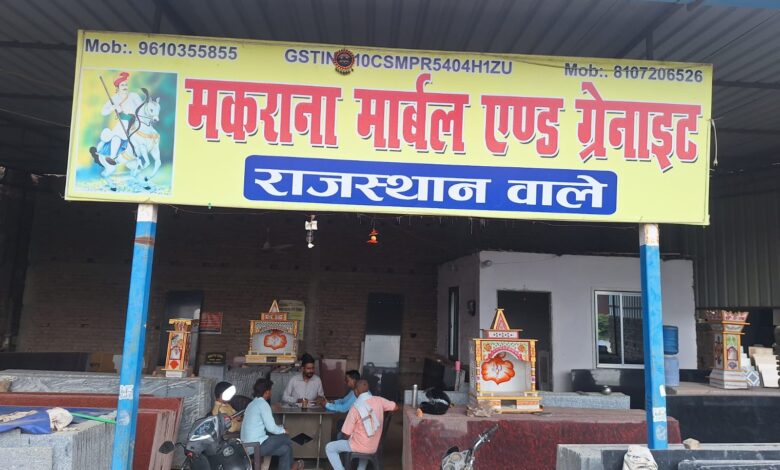 Mob:. 9610355855 GSTIN 10CSMPR5404H1ZU Mob:. 8107206526
मकराना मार्बल एण्ड ग्रेनाइट
राजस्थान वाले